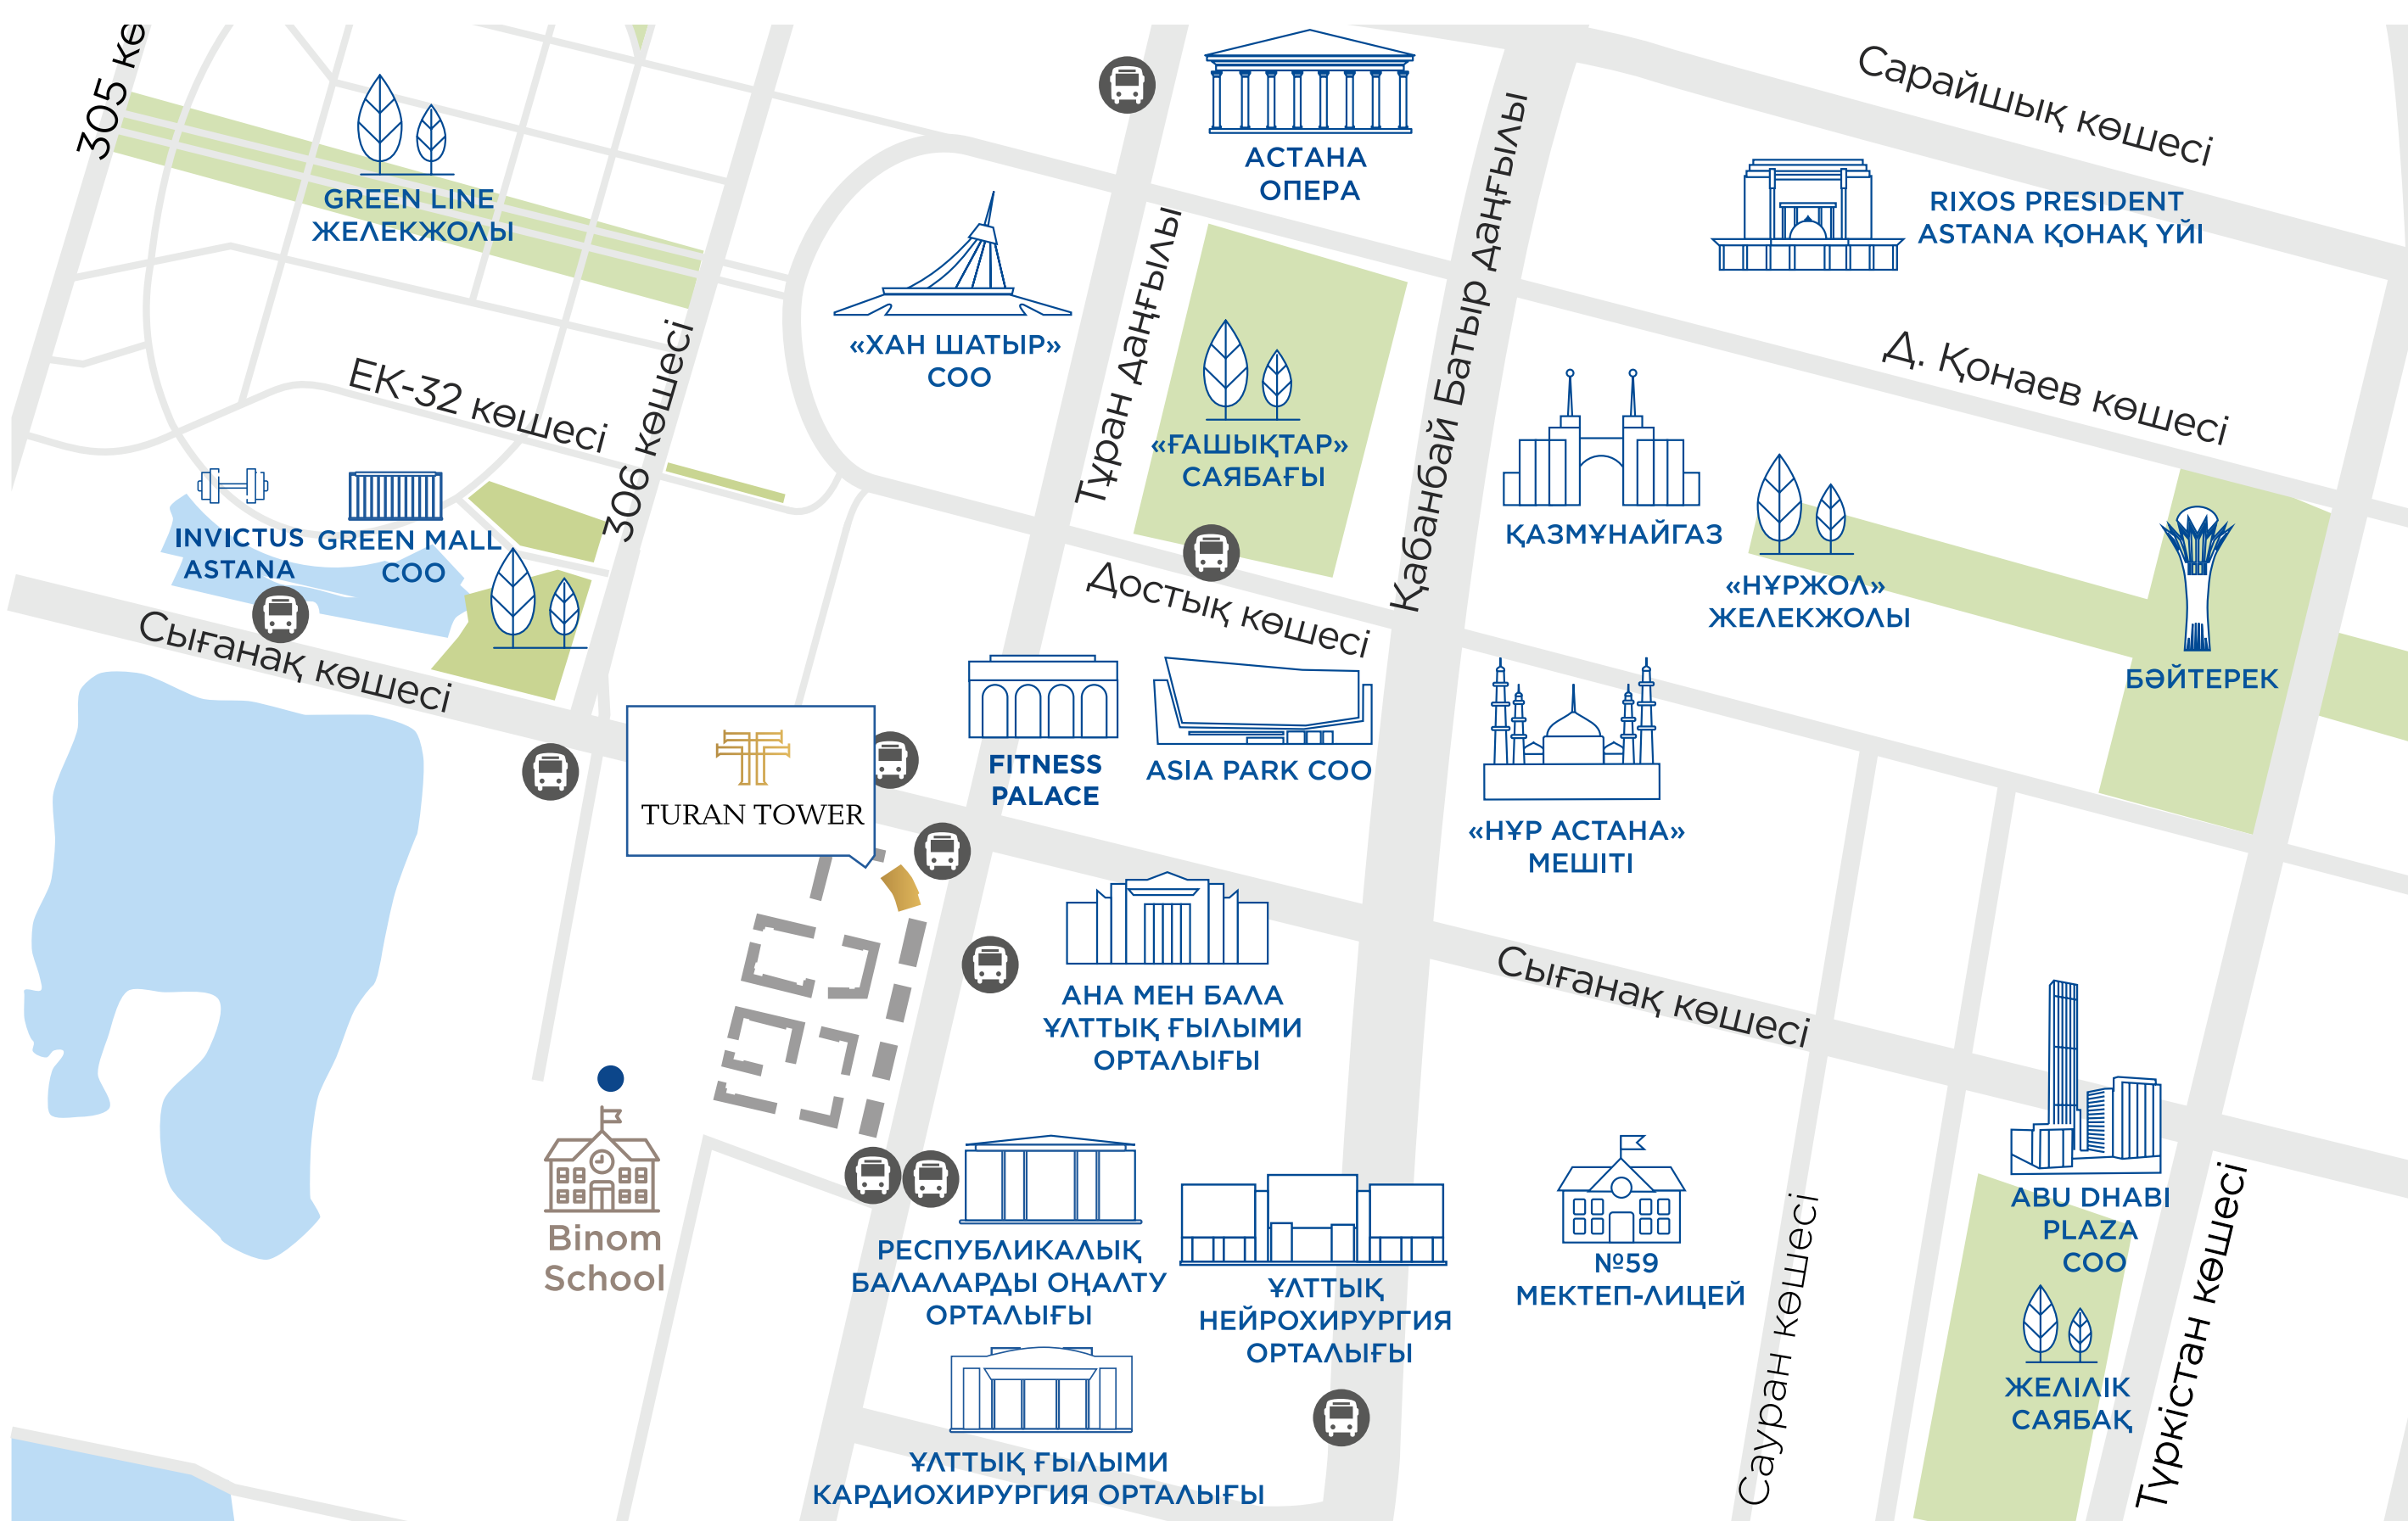 305 кө
GREEN LINE
ЖЕЛЕКЖОЛЫ
АСТАНА
ОПЕРА
Сарайшық көшесі
RIXOS PRESIDENT
ASTANA ҚОНАҚ ҮЙІ
«ХАН ШАТЫР»
СОО
Тұран даңғылы
«ҒАШЫҚТАР»
САЯБАҒЫ
Қабанбай Батыр даңғылы
Д. Қонаев көшесі
ЕК-32 көшесі
306 көшесі
INVICTUS
ASTANA
GREEN MALL
СОО
ҚАЗМҰНАЙГАЗ
«НҰРЖОЛ»
ЖЕЛЕКЖОЛЫ
БӘЙТЕРЕК
Достық көшесі
Сығанақ көшесі
TURAN TOWER
FITNESS
PALACE
ASIA PARK СОО
«НҰР АСТАНА»
МЕШІТІ
АНА МЕН БАЛА
ҰЛТТЫҚ ҒЫЛЫМИ
ОРТАЛЫҒЫ
Сығанақ көшесі
Binom
School
РЕСПУБЛИКАЛЫҚ
БАЛАЛАРДЫ ОҢАЛТУ
ОРТАЛЫҒЫ
ҰЛТТЫҚ
НЕЙРОХИРУРГИЯ
ОРТАЛЫҒЫ
№59
МЕКТЕП-ЛИЦЕЙ
Сауран көшесі
ABU DHABI
PLAZA
СОО
ЖЕЛІЛІК
САЯБАҚ
Түркістан көшесі
ҰЛТТЫҚ ҒЫЛЫМИ
КАРДИОХИРУРГИЯ ОРТАЛЫҒЫ